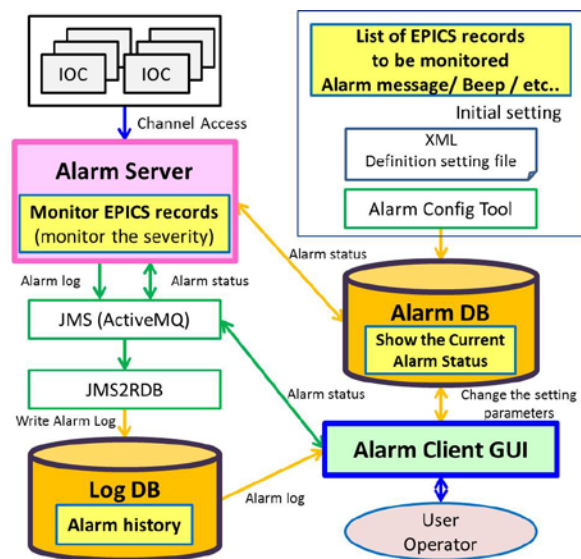 IOC
IOC
Channel Access
Alarm Server
Monitor EPICS records
(monitor the severity)
Alarm log
Alarm status
JMS (ActiveMQ)
JMS2RDB
Write Alarm Log
Log DB
Alarm history
List of EPICS records
to be monitored
Alarm message/ Beep / etc..
Initial setting
XML
Definition setting file
Alarm Config Tool
Alarm status
Alarm DB
Show the Current
Alarm Status
Alarm status
Change the setting
parameters
Alarm Client GUI
Alarm log
User
Operator